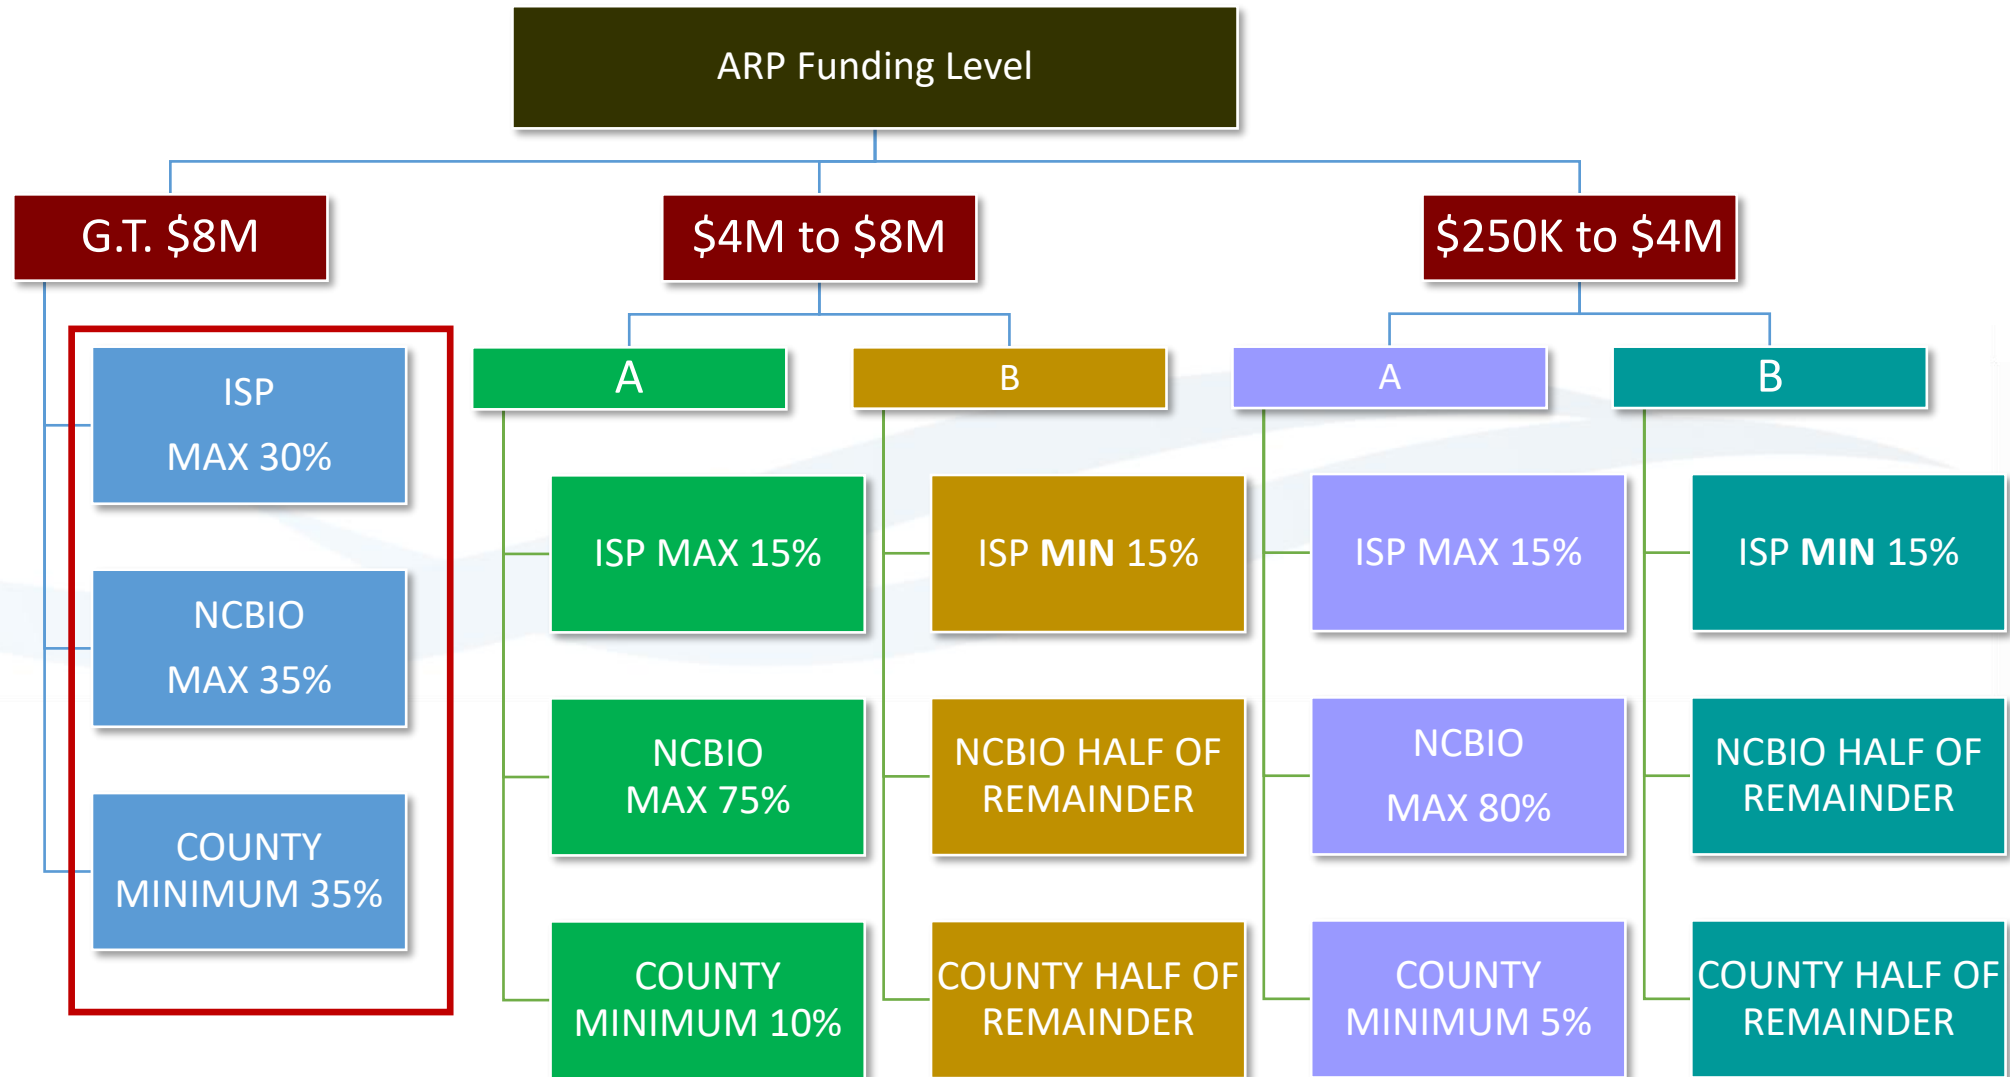 ARP Funding Level
G.T. $8M
ISP
MAX 30%
NCBIO
MAX 35%
COUNTY
MINIMUM 35%
$4M to $8M
A
ISP MAX 15%
NCBIO
MAX 75%
COUNTY
MINIMUM 10%
B
ISP MIN 15%
NCBIO HALF OF
REMAINDER
COUNTY HALF OF
REMAINDER
$250K to $4M
A
ISP MAX 15%
NCBIO
MAX 80%
COUNTY
MINIMUM 5%
B
ISP MIN 15%
NCBIO HALF OF
REMAINDER
COUNTY HALF OF
REMAINDER